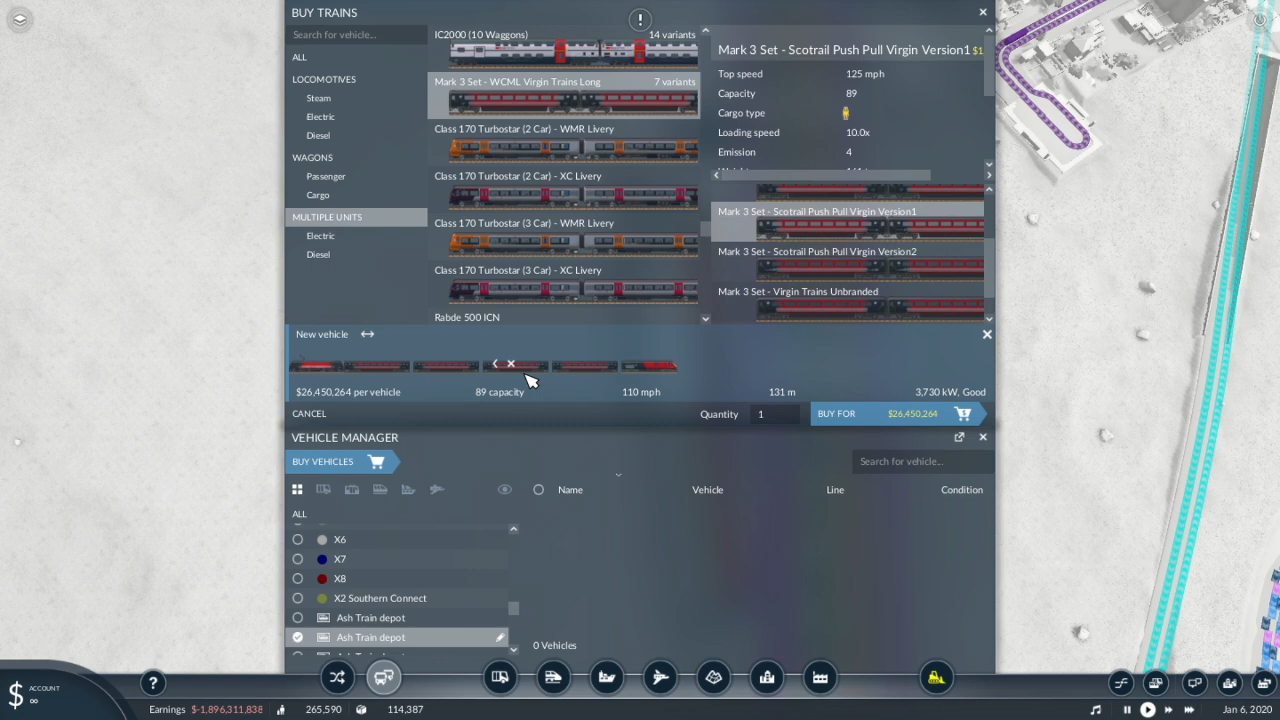 BUY TRAINS
Search for vehicle...
ALL
LOCOMOTIVES
Steam
Electric
Diesel
WAGONS
Passenger
Cargo
MULTIPLE UNITS
Electric
Diesel
IC2000 (10 Waggons) 14 variants
Mark 3 Set - WCML Virgin Trains Long 7 variants
Class 170 Turbostar (2 Car) - WMR Livery
Class 170 Turbostar (2 Car) - XC Livery
Class 170 Turbostar (3 Car) - WMR Livery
Class 170 Turbostar (3 Car) - XC Livery
Rabde 500 ICN
Mark 3 Set - Scotrail Push Pull Virgin Version1 $1
Top speed 125 mph
Capacity 89
Cargo type
Loading speed 10.0x
Emission 4
Mark 3 Set - Scotrail Push Pull Virgin Version1
Mark 3 Set - Scotrail Push Pull Virgin Version2
Mark 3 Set - Virgin Trains Unbranded
New vehicle
$26,450,264 per vehicle 89 capacity 110 mph 131 m 3,730 kW, Good
CANCEL Quantity 1 BUY FOR $26,450,264
VEHICLE MANAGER
BUY VEHICLES Search for vehicle...
Name Vehicle Line Condition
ALL
X6
X7
X8
X2 Southern Connect
Ash Train depot
Ash Train depot
0 Vehicles
$ ACCOUNT
∞
?
Earnings $-1,896,311,838 265,590 114,387 Jan 6, 2020